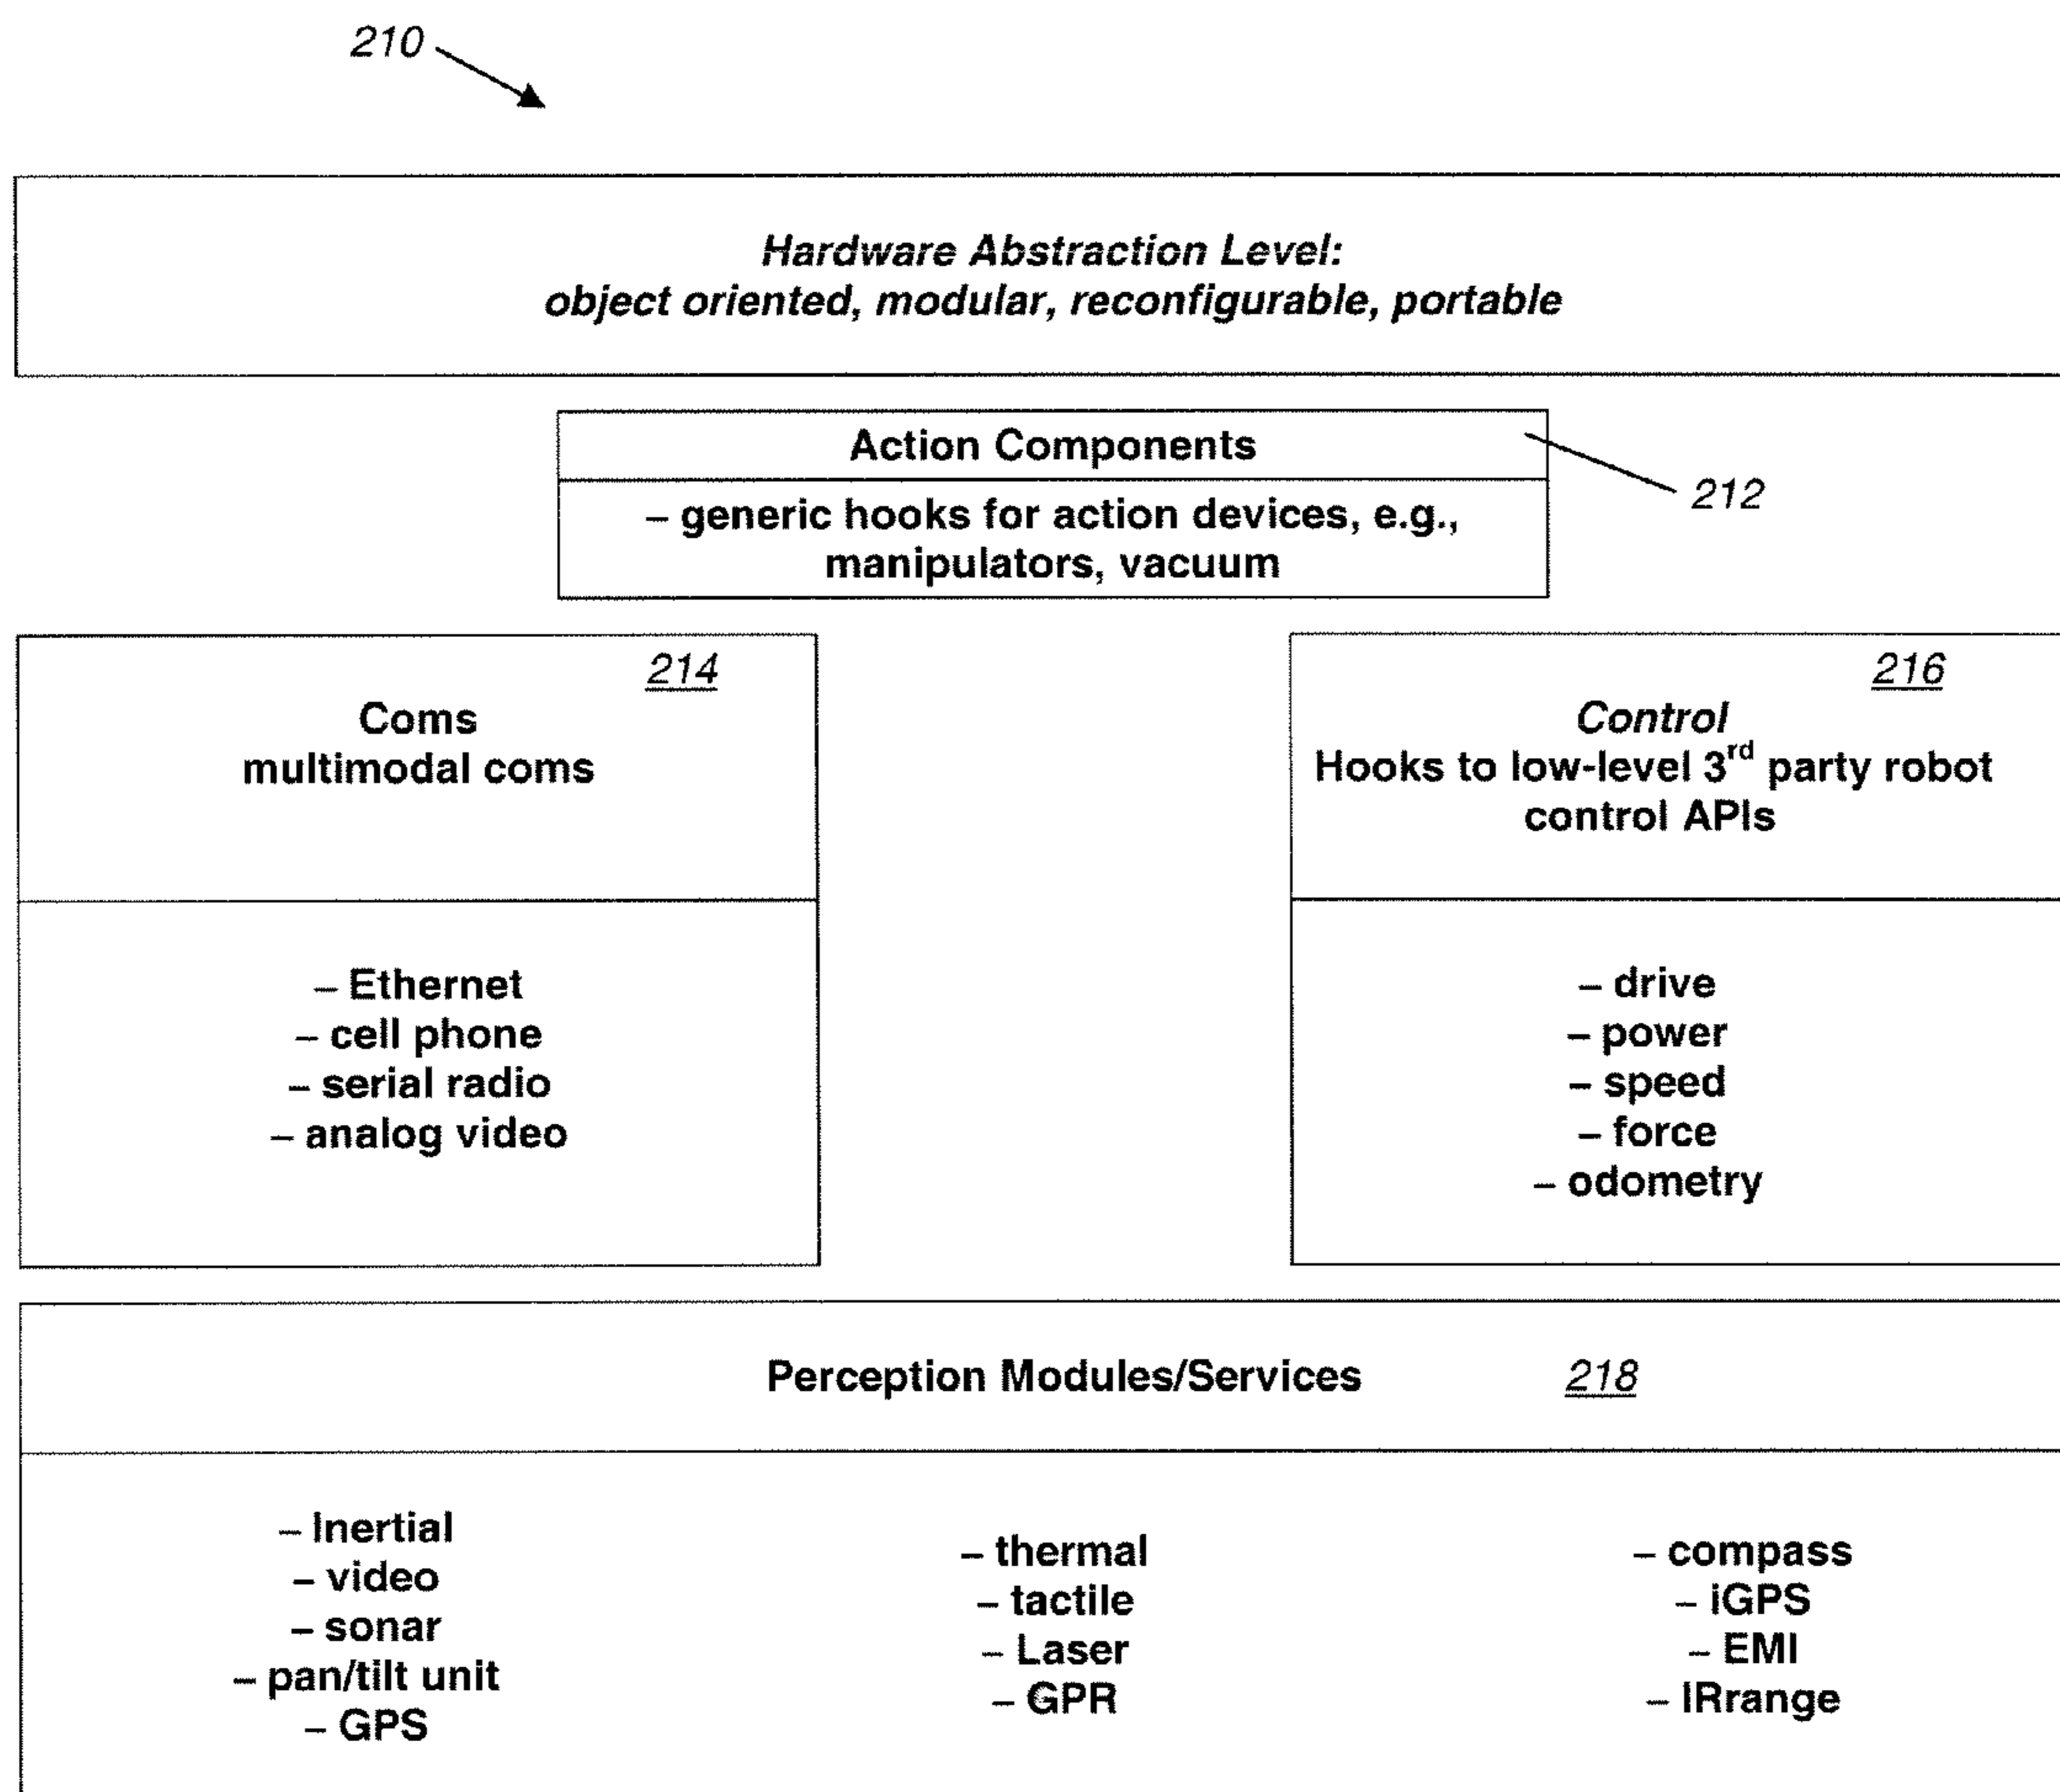 210
Hardware Abstraction Level:
object oriented, modular, reconfigurable, portable
Action Components
212
– generic hooks for action devices, e.g.,
manipulators, vacuum
214
Coms
multimodal coms
– Ethernet
– cell phone
– serial radio
– analog video
216
Control
Hooks to low-level 3rd party robot
control APIs
– drive
– power
– speed
– force
– odometry
Perception Modules/Services 218
– Inertial
– video
– sonar
– pan/tilt unit
– GPS
– thermal
– tactile
– Laser
– GPR
– compass
– iGPS
– EMI
– IRrange